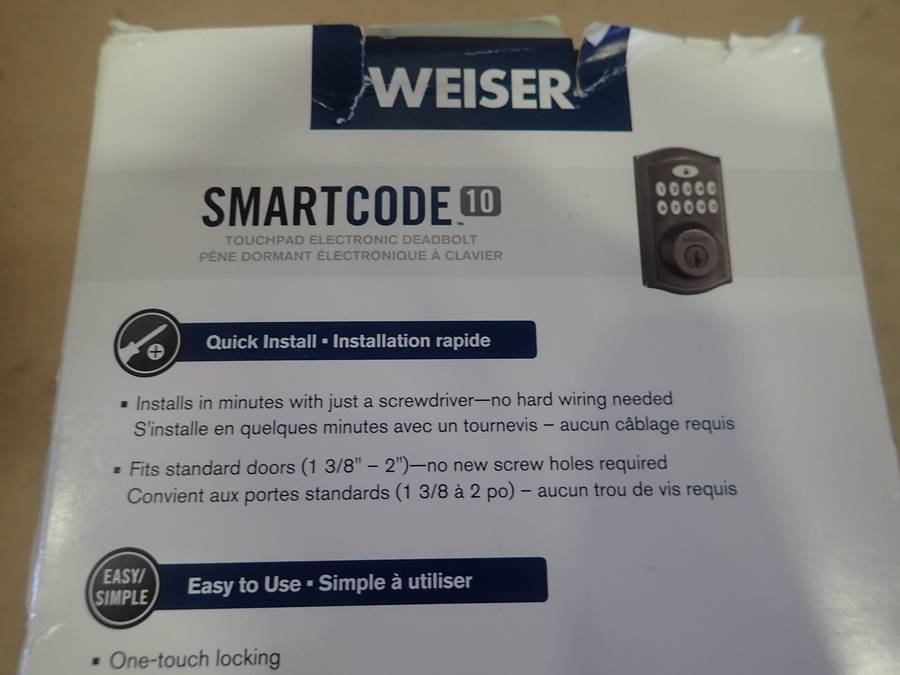 WEISER
SMARTCODE™ 10
TOUCHPAD ELECTRONIC DEADBOLT
PÊNE DORMANT ÉLECTRONIQUE À CLAVIER
Quick Install ▪ Installation rapide
▪ Installs in minutes with just a screwdriver—no hard wiring needed
S'installe en quelques minutes avec un tournevis – aucun câblage requis
▪ Fits standard doors (1 3/8" – 2")—no new screw holes required
Convient aux portes standards (1 3/8 à 2 po) – aucun trou de vis requis
EASY/
SIMPLE
Easy to Use ▪ Simple à utiliser
▪ One-touch locking